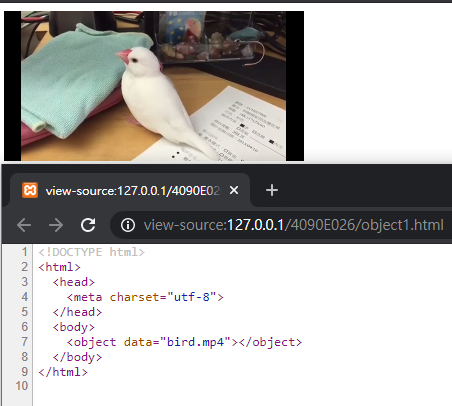 view-source:127.0.0.1/4090E02
view-source:127.0.0.1/4090E026/object1.html
1 <!DOCTYPE html>
2 <html>
3 <head>
4 <meta charset="utf-8">
5 </head>
6 <body>
7 <object data="bird.mp4"></object>
8 </body>
9 </html>
10